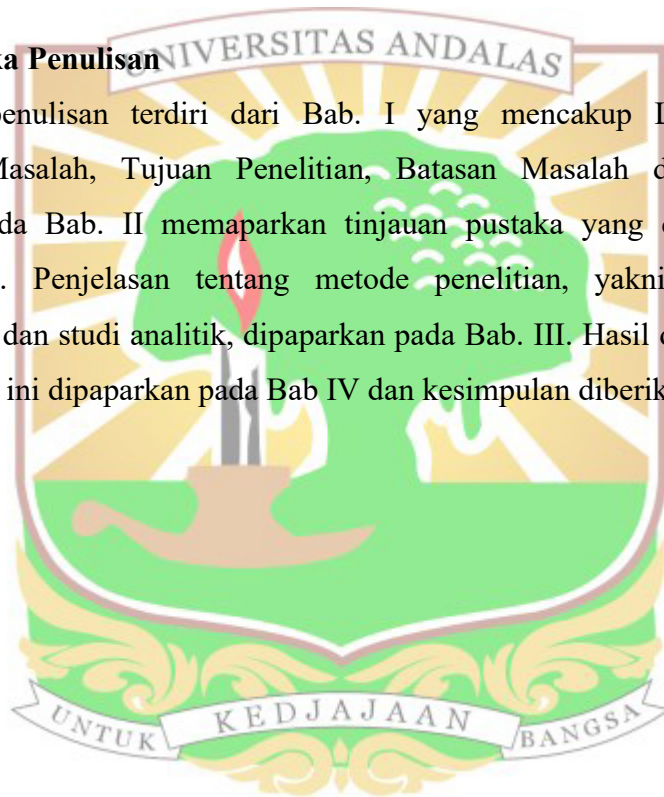 UNIVERSITAS ANDALAS
ka Penulisan
penulisan terdiri dari Bab. I yang mencakup
Masalah, Tujuan Penelitian, Batasan Masalah
da Bab. II memaparkan tinjauan pustaka yang
. Penjelasan tentang metode penelitian, yakni
dan studi analitik, dipaparkan pada Bab. III. Hasil
ini dipaparkan pada Bab IV dan kesimpulan diberik
UNTUK KEDJAJAAN BANGSA